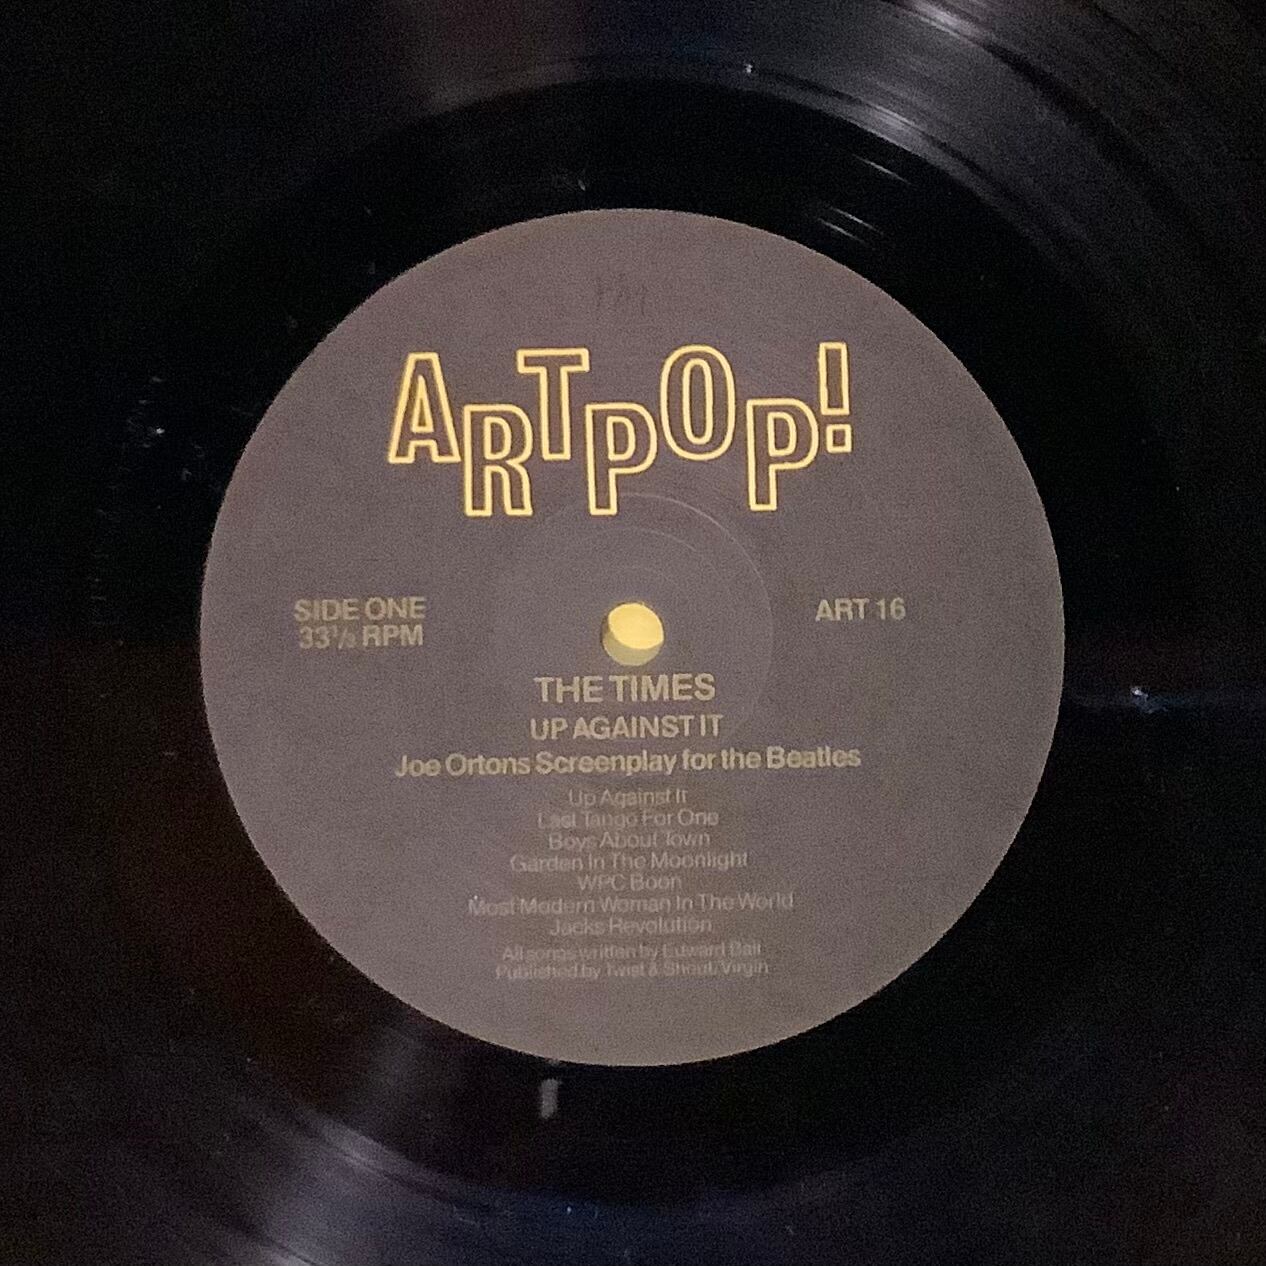 ARTPOP!
SIDE ONE
33⅓ RPM
ART 16
THE TIMES
UP AGAINST IT
Joe Ortons Screenplay for the Beatles
Up Against It
Last Tango For One
Boys About Town
Garden In The Moonlight
WPC Boon
Most Modern Woman In The World
Jacks Revolution
All songs written by Edward Ball
Published by Twist & Shout/Virgin